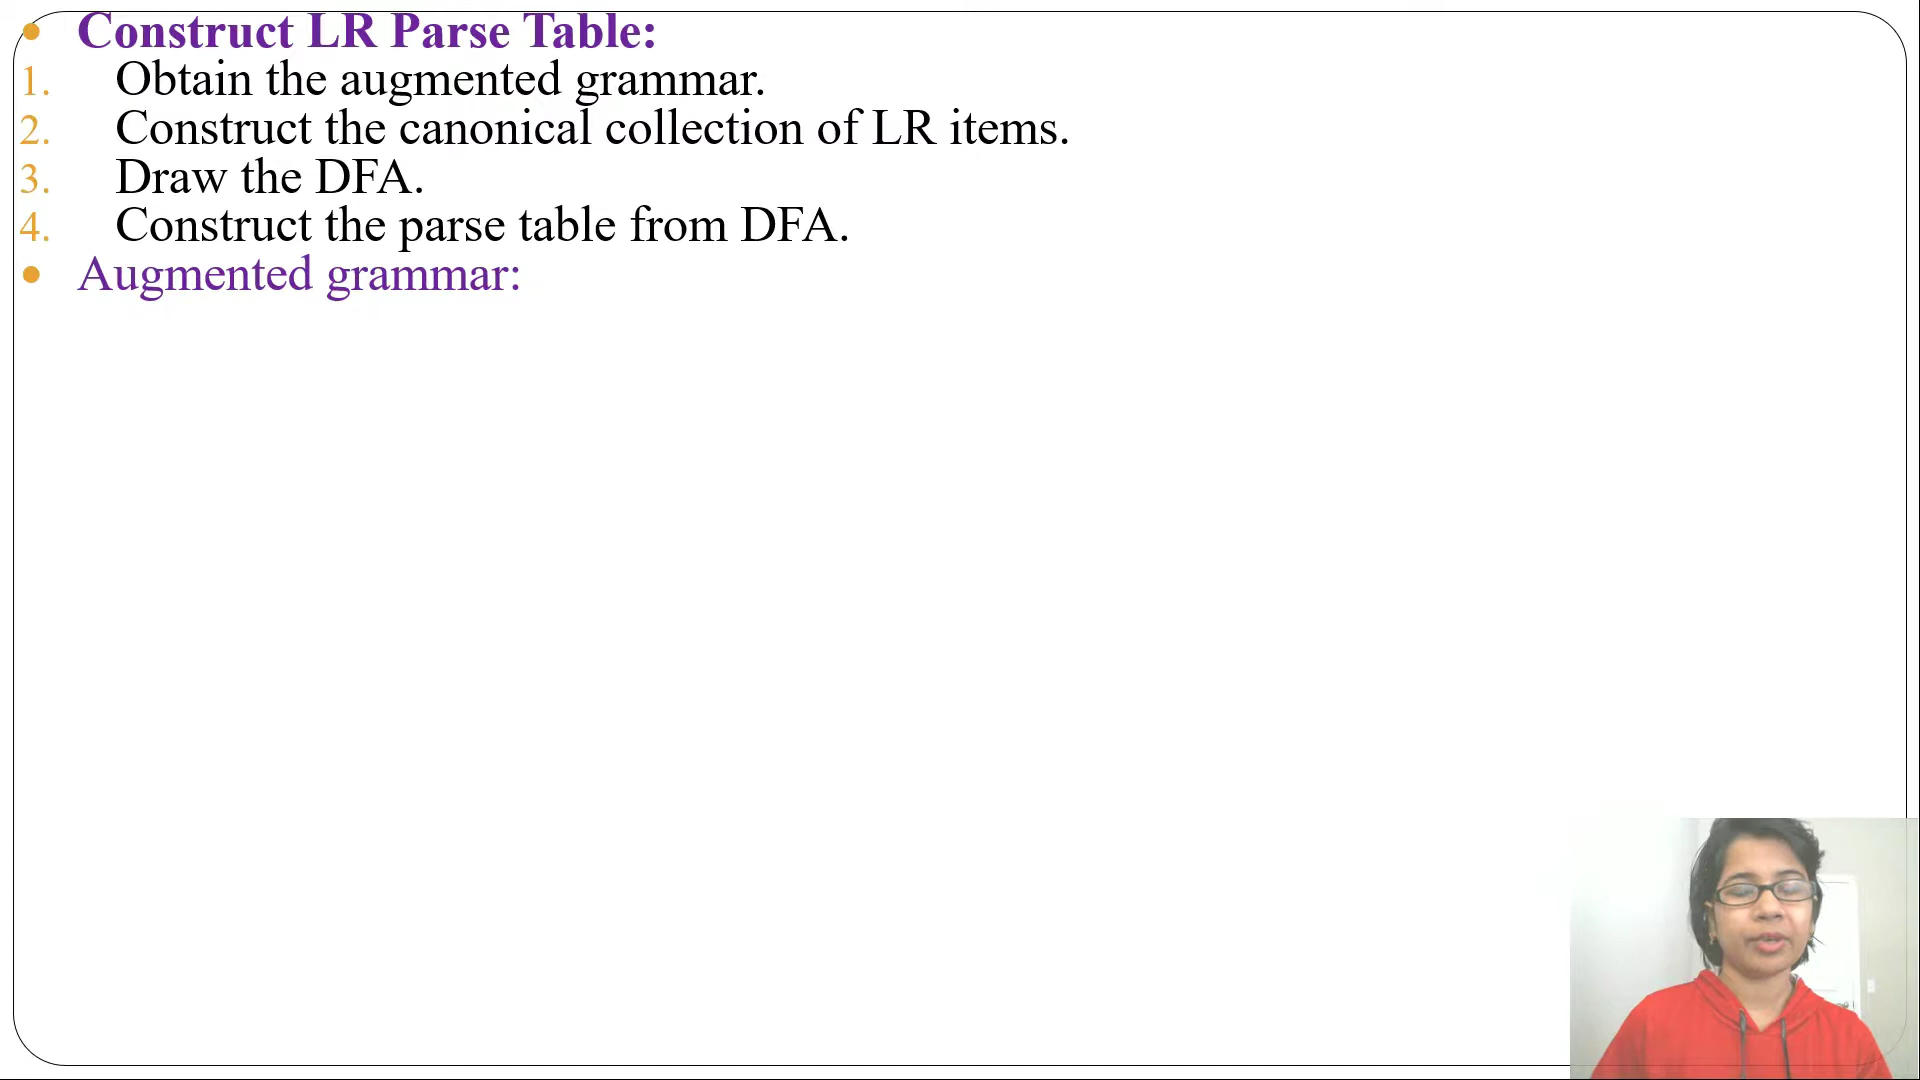 • Construct LR Parse Table:
1. Obtain the augmented grammar.
2. Construct the canonical collection of LR items.
3. Draw the DFA.
4. Construct the parse table from DFA.
• Augmented grammar: